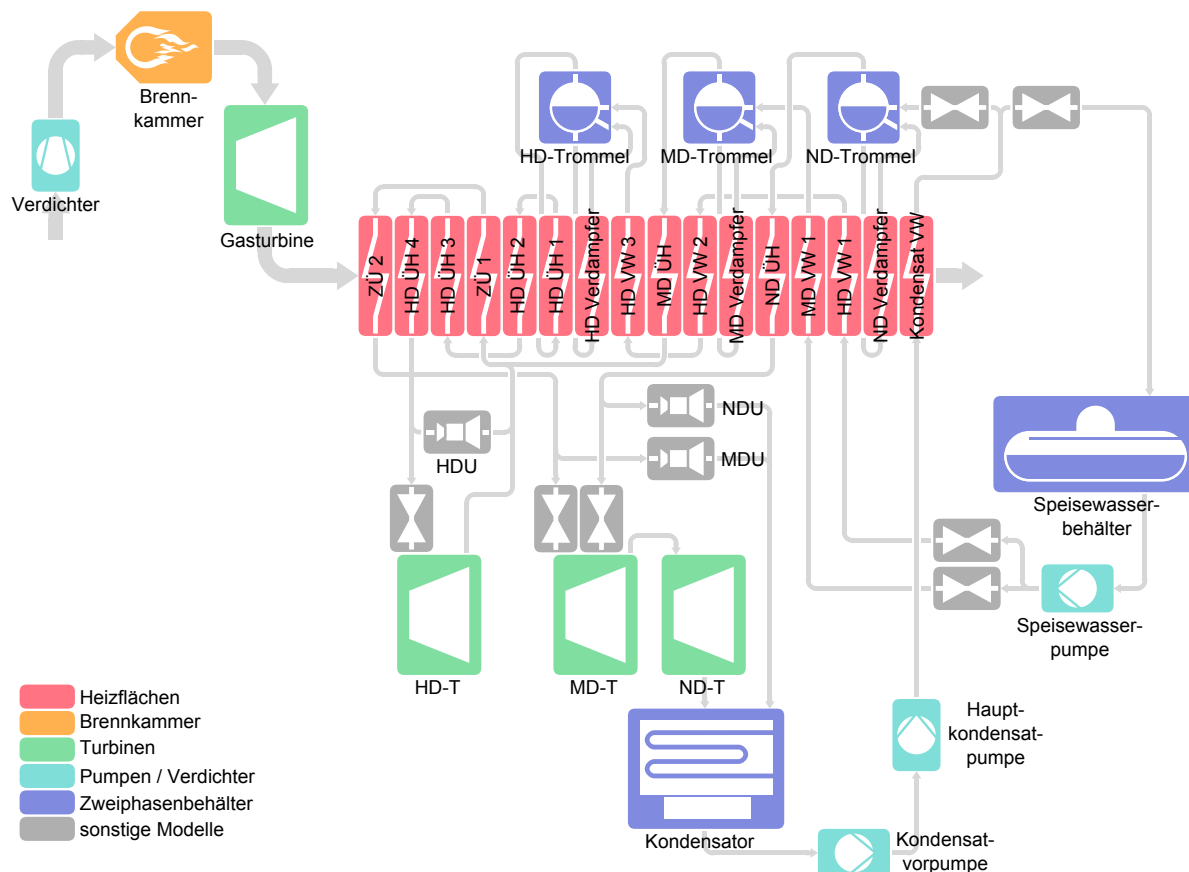 Brenn-
kammer
Verdichter
Gasturbine
HD-Trommel
MD-Trommel
ND-Trommel
ZÜ 2
HD ÜH 4
HD ÜH 3
ZÜ 1
HD ÜH 2
HD ÜH 1
HD Verdampfer
HD VW 3
MD ÜH
HD VW 2
MD Verdampfer
ND ÜH
MD VW 1
HD VW 1
ND Verdampfer
Kondensat VW
NDU
HDU
MDU
Speisewasser-
behälter
Speisewasser-
pumpe
HD-T
MD-T
ND-T
Haupt-
kondensat-
pumpe
Kondensator
Kondensat-
vorpumpe
Heizflächen
Brennkammer
Turbinen
Pumpen / Verdichter
Zweiphasenbehälter
sonstige Modelle